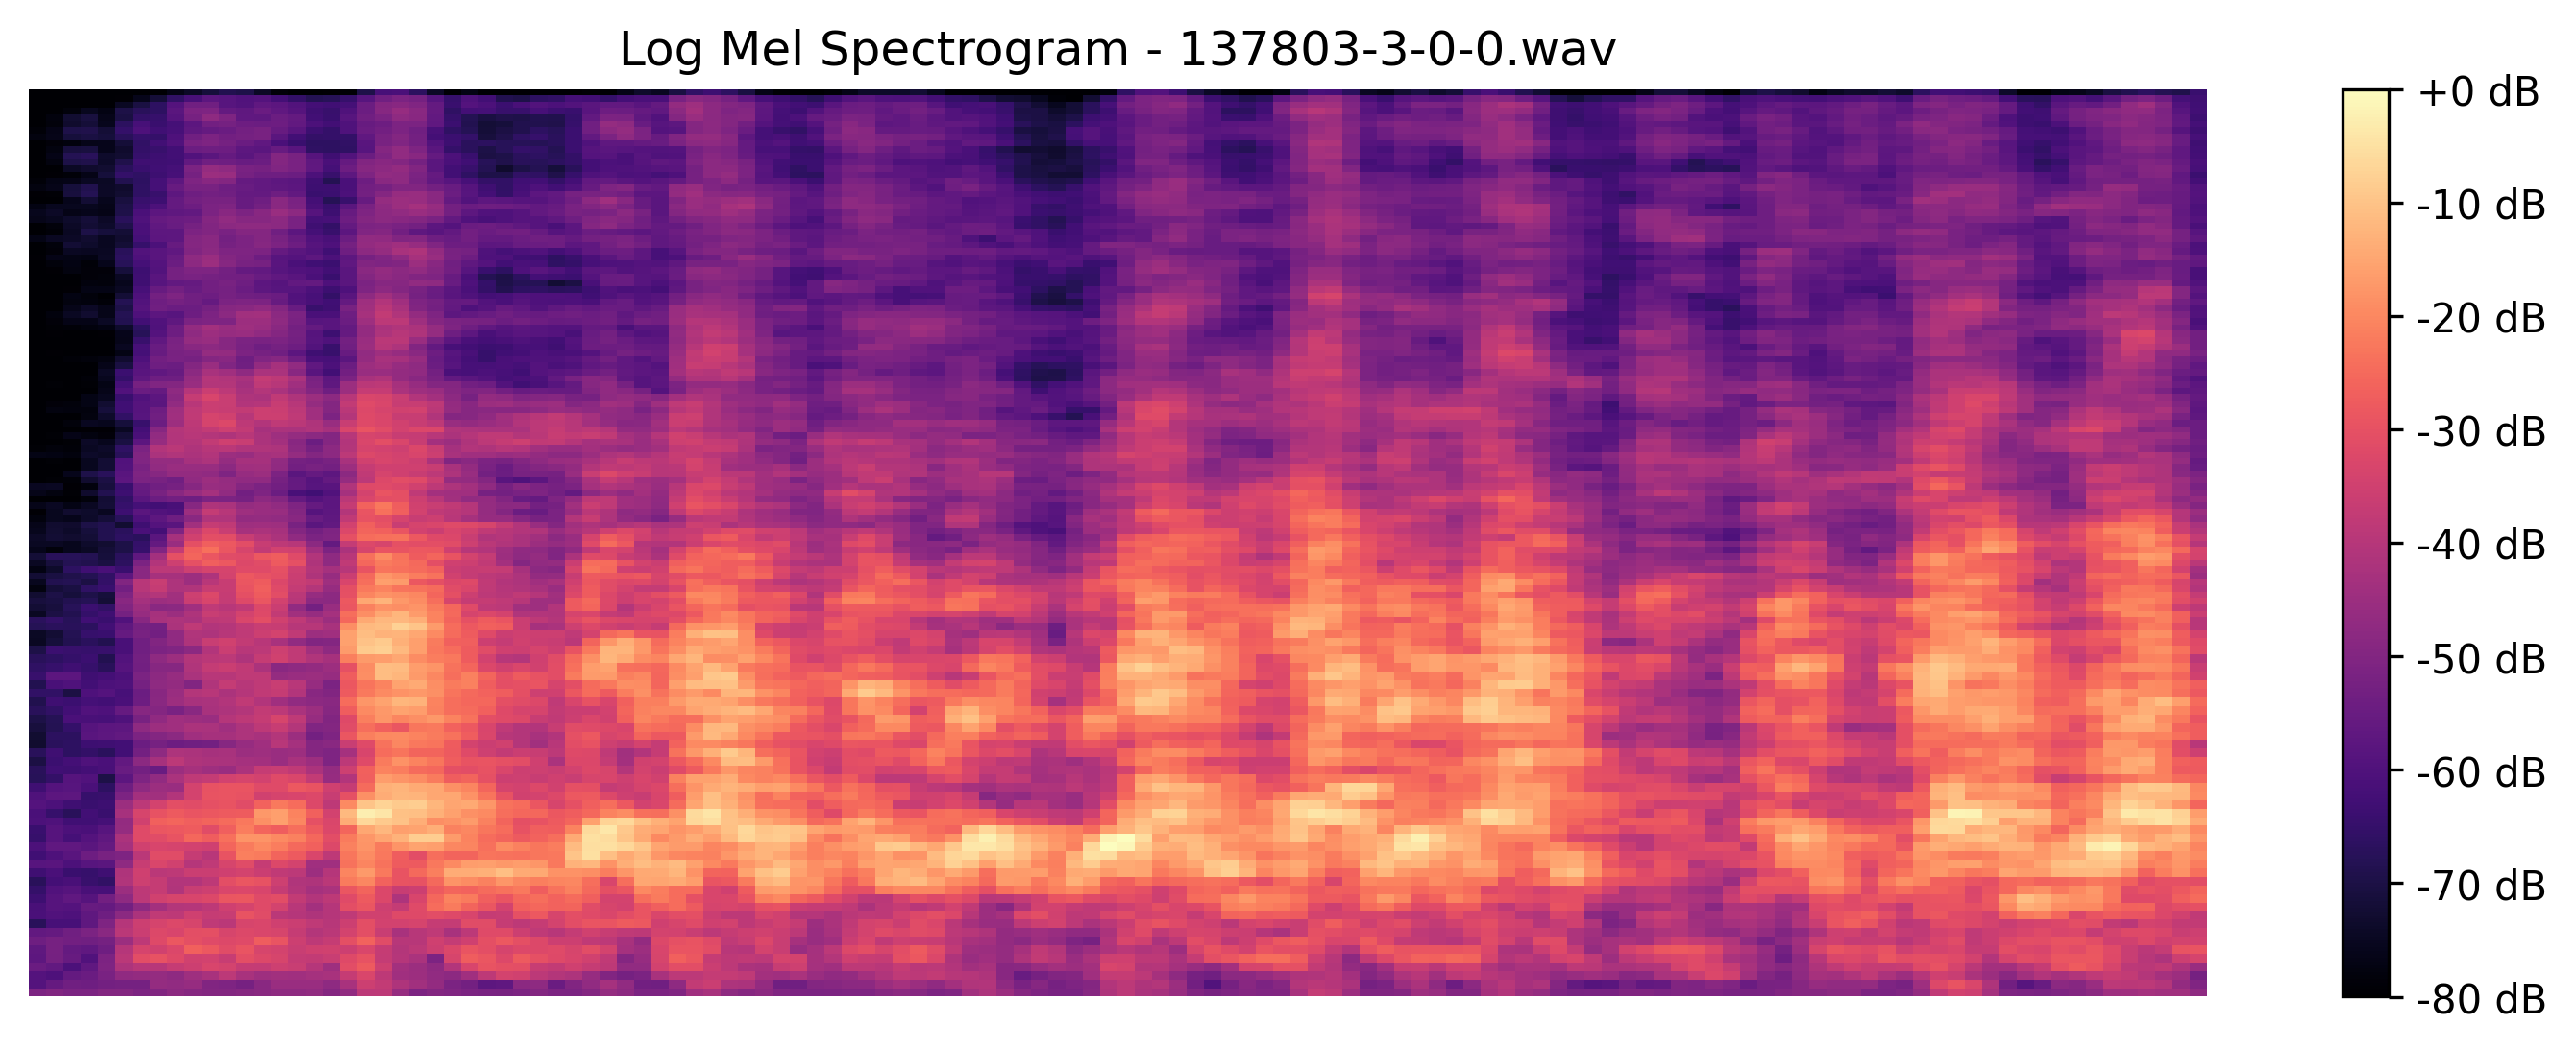 Log Mel Spectrogram - 137803-3-0-0.wav
+0 dB
-10 dB
-20 dB
-30 dB
-40 dB
-50 dB
-60 dB
-70 dB
-80 dB